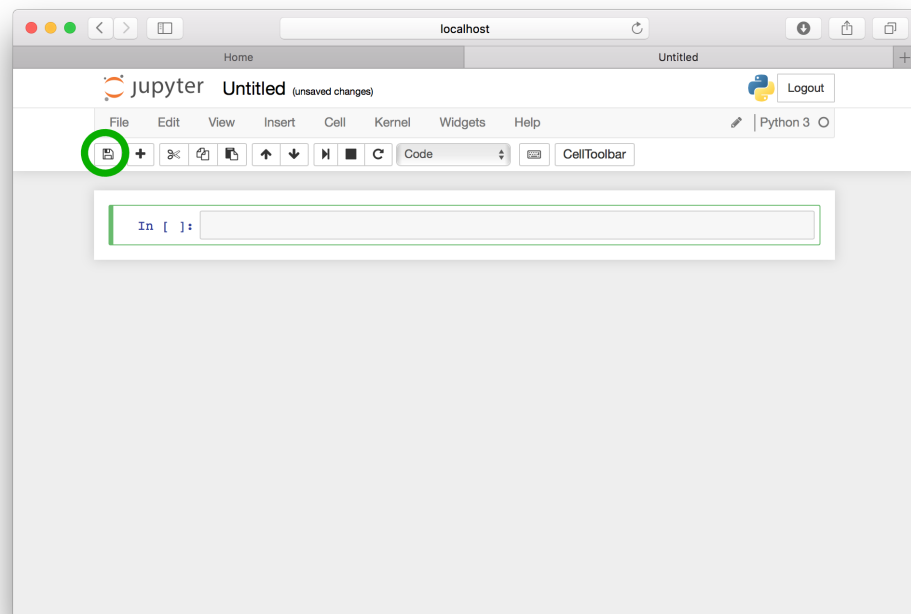 localhost
Home Untitled +
jupyter Untitled (unsaved changes) Logout
File Edit View Insert Cell Kernel Widgets Help Python 3
Code CellToolbar
In [ ]: